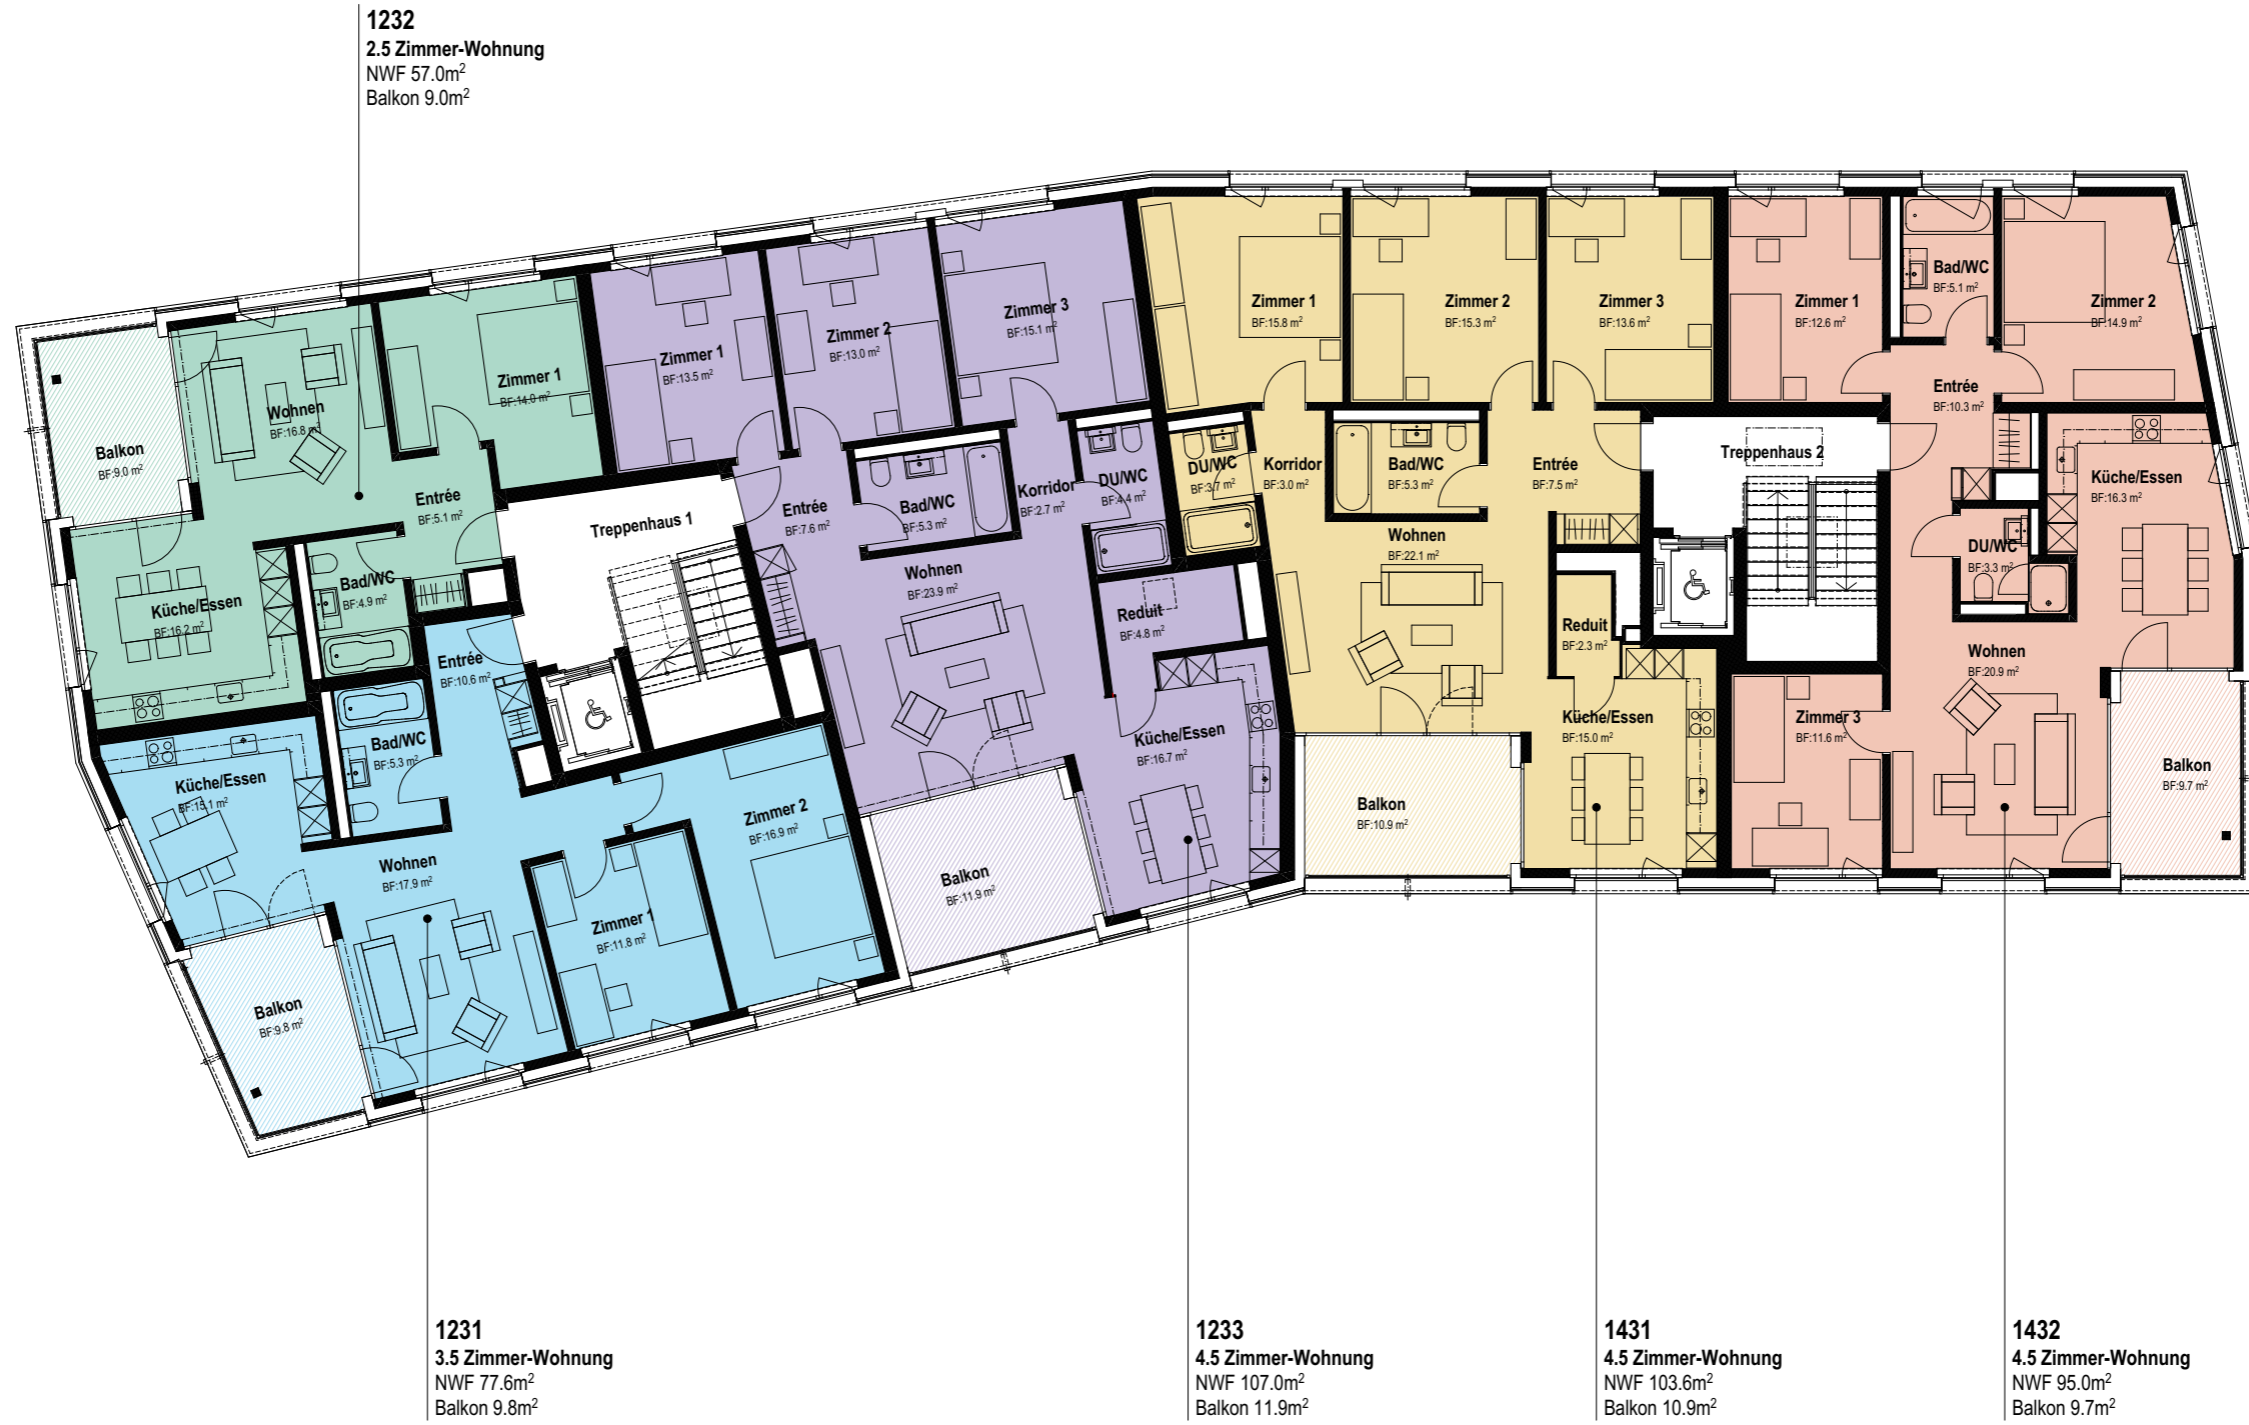 1232
2.5 Zimmer-Wohnung
NWF 57.0m²
Balkon 9.0m²
Balkon
BF:9.0 m²
Wohnen
BF:16.8 m²
Zimmer 1
BF:14.0 m²
Entrée
BF:5.1 m²
Bad/WC
BF:4.9 m²
Küche/Essen
BF:16.2 m²
Treppenhaus 1
Entrée
BF:10.6 m²
Bad/WC
BF:5.3 m²
Küche/Essen
BF:15.1 m²
Wohnen
BF:17.9 m²
Zimmer 1
BF:11.8 m²
Zimmer 2
BF:16.9 m²
Balkon
BF:9.8 m²
Zimmer 1
BF:13.5 m²
Zimmer 2
BF:13.0 m²
Zimmer 3
BF:15.1 m²
Entrée
BF:7.6 m²
Bad/WC
BF:5.3 m²
Korridor
BF:2.7 m²
DU/WC
BF:4.4 m²
Wohnen
BF:23.9 m²
Reduit
BF:4.8 m²
Küche/Essen
BF:16.7 m²
Balkon
BF:11.9 m²
Zimmer 1
BF:15.8 m²
Zimmer 2
BF:15.3 m²
Zimmer 3
BF:13.6 m²
DU/WC
BF:3.7 m²
Korridor
BF:3.0 m²
Bad/WC
BF:5.3 m²
Entrée
BF:7.5 m²
Wohnen
BF:22.1 m²
Reduit
BF:2.3 m²
Küche/Essen
BF:15.0 m²
Balkon
BF:10.9 m²
Treppenhaus 2
Zimmer 1
BF:12.6 m²
Bad/WC
BF:5.1 m²
Zimmer 2
BF:14.9 m²
Entrée
BF:10.3 m²
Küche/Essen
BF:16.3 m²
DU/WC
BF:3.3 m²
Wohnen
BF:20.9 m²
Zimmer 3
BF:11.6 m²
Balkon
BF:9.7 m²
1231
3.5 Zimmer-Wohnung
NWF 77.6m²
Balkon 9.8m²
1233
4.5 Zimmer-Wohnung
NWF 107.0m²
Balkon 11.9m²
1431
4.5 Zimmer-Wohnung
NWF 103.6m²
Balkon 10.9m²
1432
4.5 Zimmer-Wohnung
NWF 95.0m²
Balkon 9.7m²